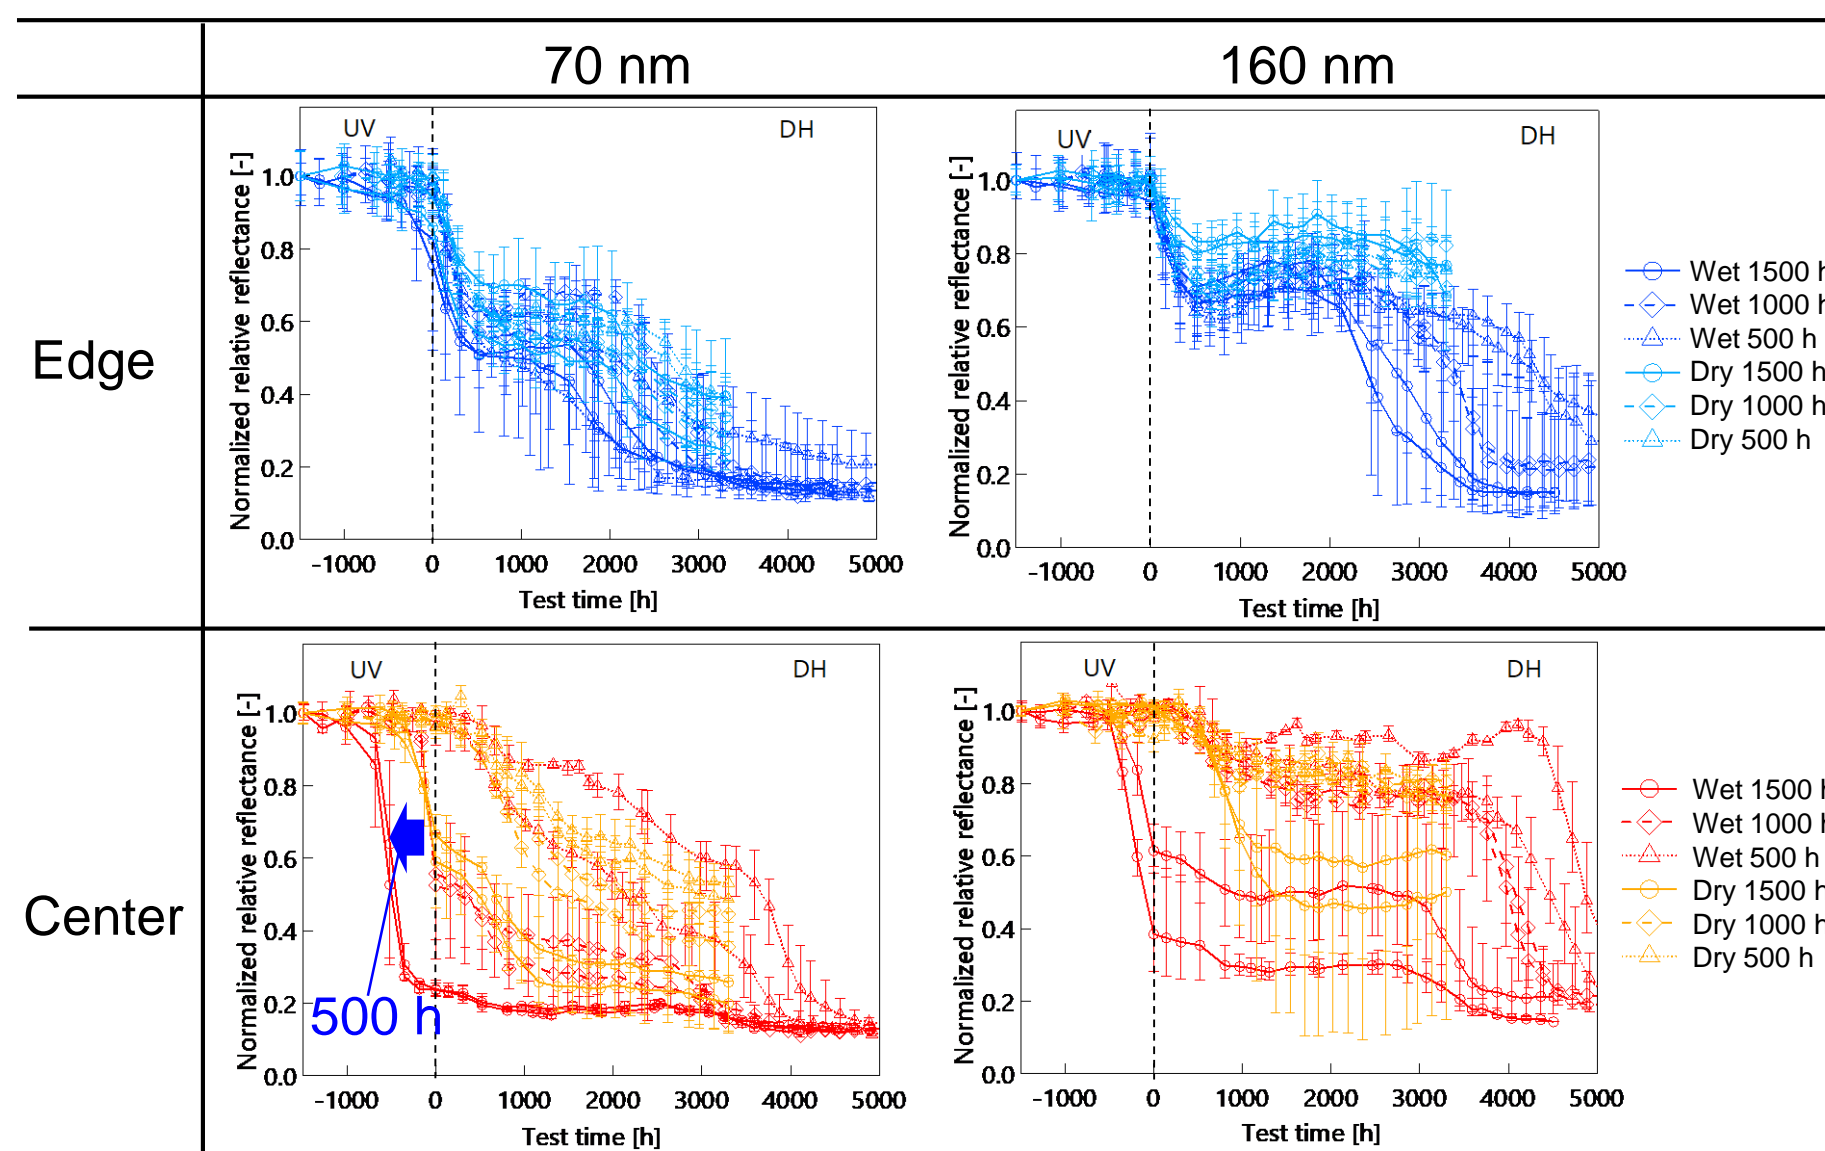 70 nm
160 nm
Edge
Center
UV
DH
Normalized relative reflectance [-]
1.0
0.8
0.6
0.4
0.2
0.0
-1000
0
1000
2000
3000
4000
5000
Test time [h]
UV
DH
Normalized relative reflectance [-]
1.0
0.8
0.6
0.4
0.2
0.0
-1000
0
1000
2000
3000
4000
5000
Test time [h]
Wet 1500 h
Wet 1000 h
Wet 500 h
Dry 1500 h
Dry 1000 h
Dry 500 h
UV
DH
500 h
Normalized relative reflectance [-]
1.0
0.8
0.6
0.4
0.2
0.0
-1000
0
1000
2000
3000
4000
5000
Test time [h]
UV
DH
Normalized relative reflectance [-]
1.0
0.8
0.6
0.4
0.2
0.0
-1000
0
1000
2000
3000
4000
5000
Test time [h]
Wet 1500 h
Wet 1000 h
Wet 500 h
Dry 1500 h
Dry 1000 h
Dry 500 h